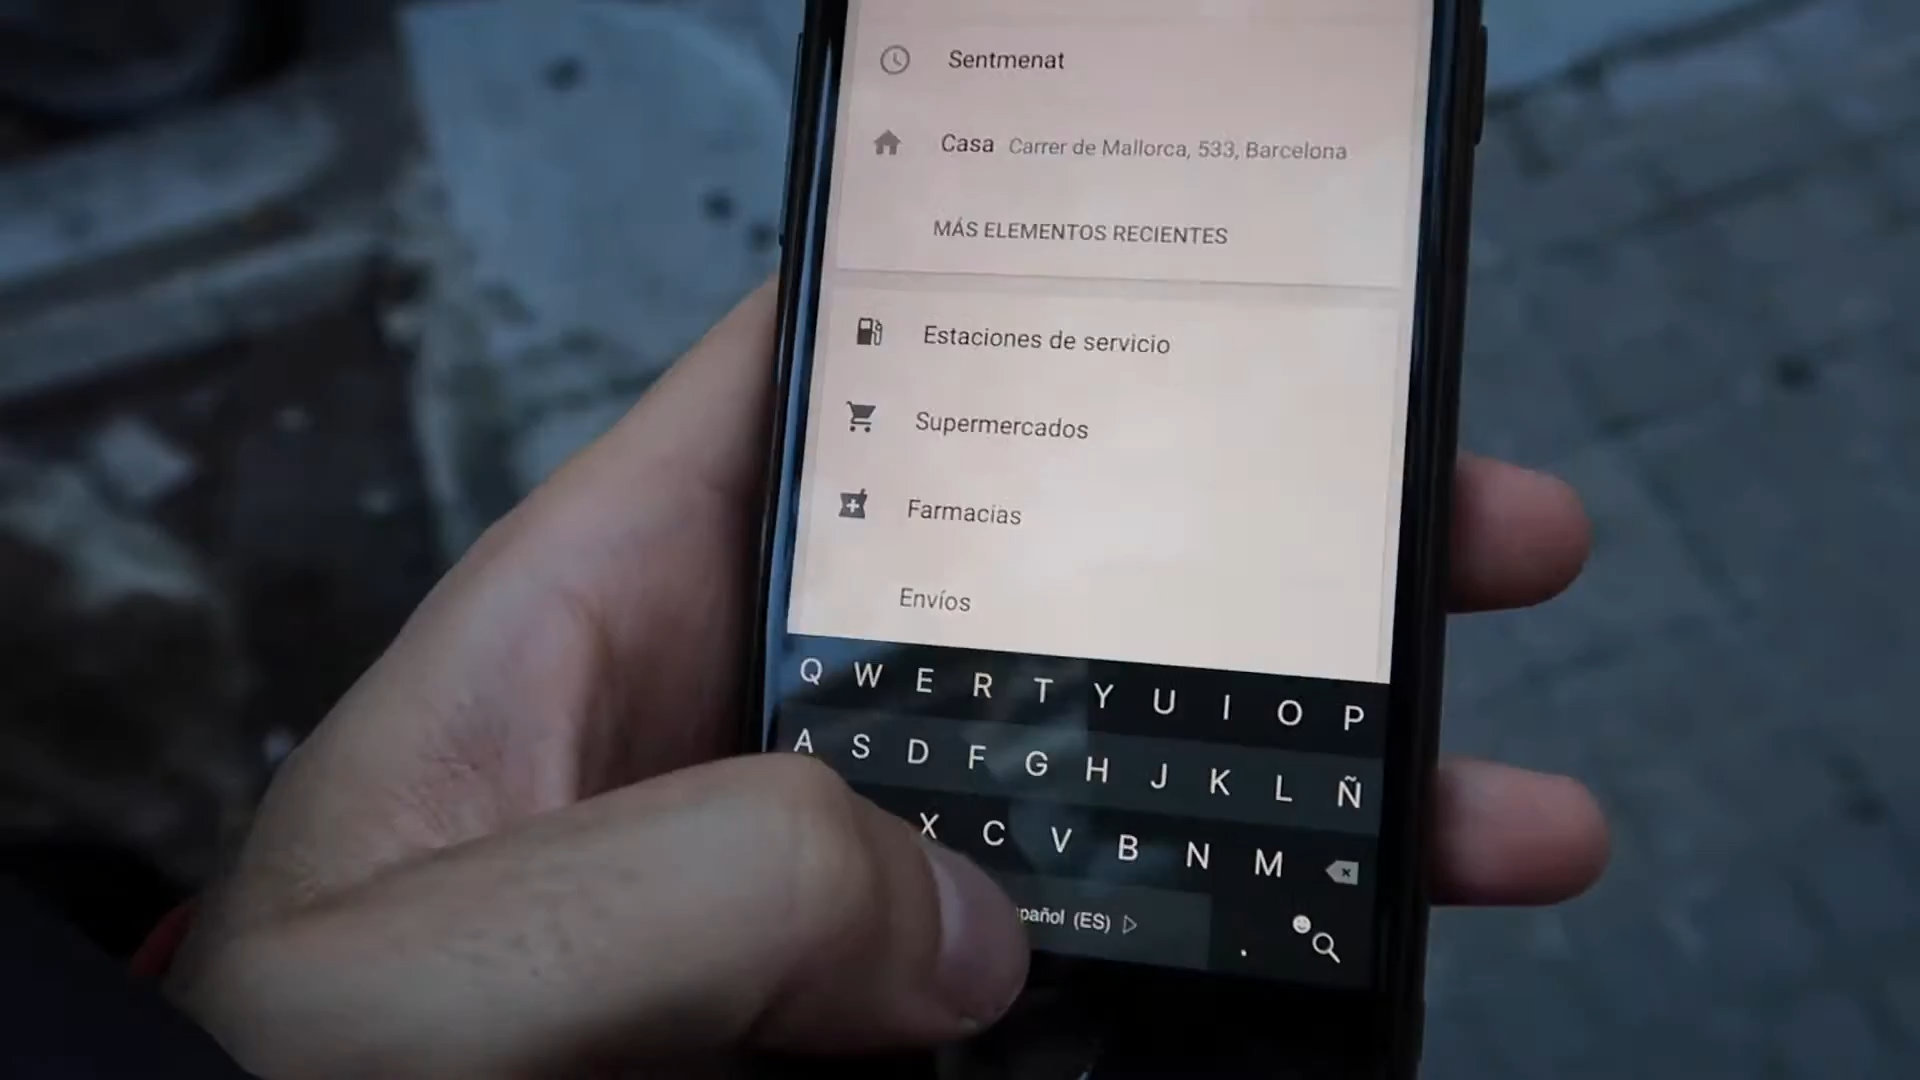 Sentmenat
Casa Carrer de Mallorca, 533, Barcelona
MÁS ELEMENTOS RECIENTES
Estaciones de servicio
Supermercados
Farmacias
Envíos
Q W E R T Y U I O P
A S D F G H J K L Ñ
X C V B N M
pañol (ES)
.